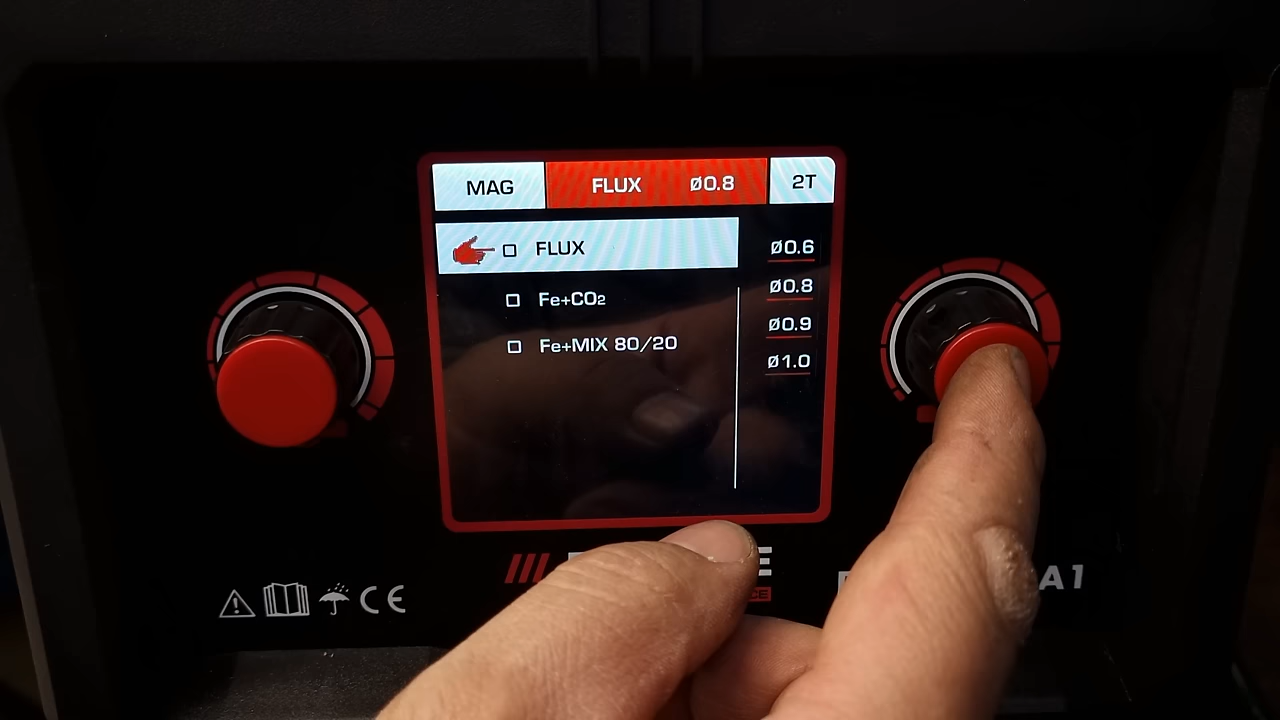 MAG FLUX Ø0.8 2T
FLUX Ø0.6
Ø0.8
Fe+CO₂
Ø0.9
Fe+MIX 80/20
Ø1.0
CE
A1